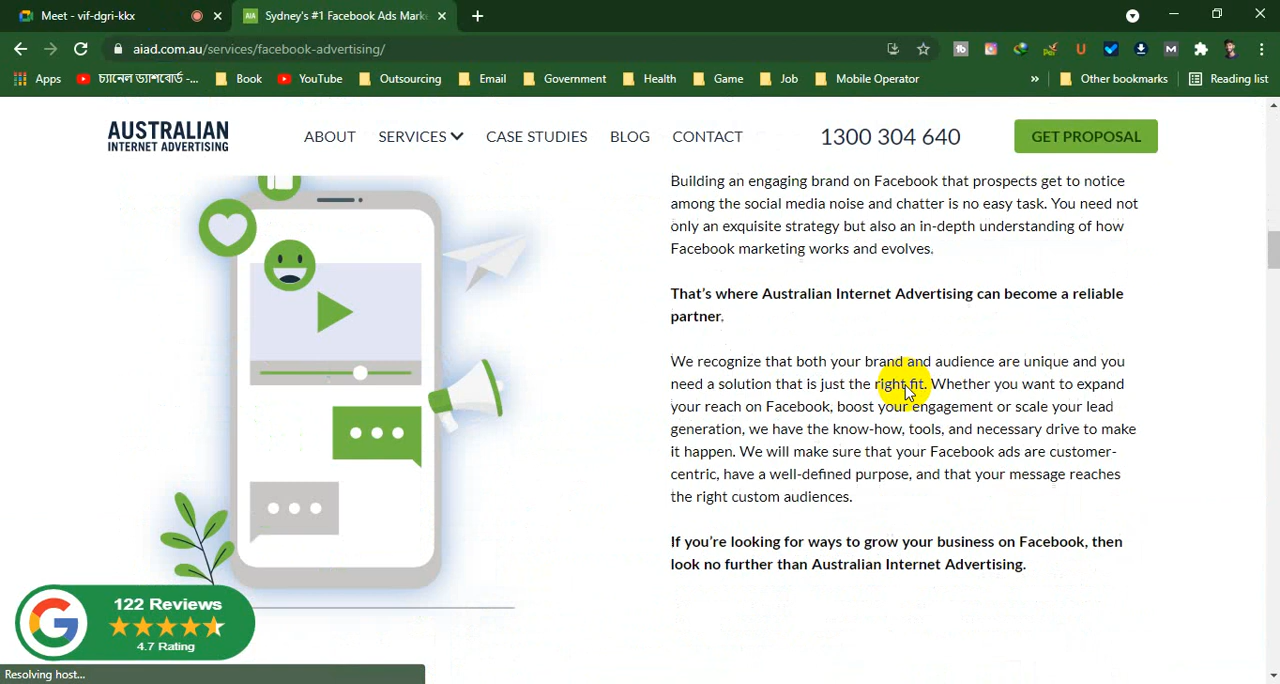 Meet - vif-dgri-kkx
Sydney's #1 Facebook Ads Mark
aiad.com.au/services/facebook-advertising/
Apps
চ্যানেল ড্যাশবোর্ড -...
Book
YouTube
Outsourcing
Email
Government
Health
Game
Job
Mobile Operator
»
Other bookmarks
Reading list
AUSTRALIAN
INTERNET ADVERTISING
ABOUT
SERVICES
CASE STUDIES
BLOG
CONTACT
1300 304 640
GET PROPOSAL
Building an engaging brand on Facebook that prospects get to notice
among the social media noise and chatter is no easy task. You need not
only an exquisite strategy but also an in-depth understanding of how
Facebook marketing works and evolves.
That's where Australian Internet Advertising can become a reliable
partner.
We recognize that both your brand and audience are unique and you
need a solution that is just the right fit. Whether you want to expand
your reach on Facebook, boost your engagement or scale your lead
generation, we have the know-how, tools, and necessary drive to make
it happen. We will make sure that your Facebook ads are customer-
centric, have a well-defined purpose, and that your message reaches
the right custom audiences.
If you're looking for ways to grow your business on Facebook, then
look no further than Australian Internet Advertising.
122 Reviews
4.7 Rating
Resolving host...